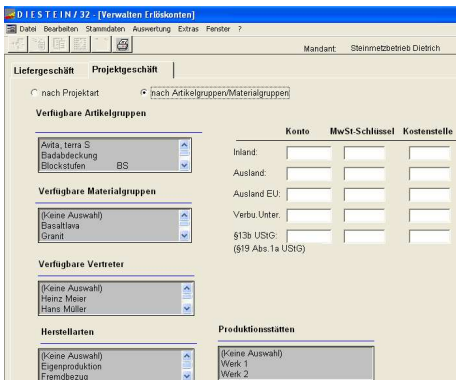 D I E S T E I N / 32 - [Verwalten Erlöskonten]
Datei Bearbeiten Stammdaten Auswertung Extras Fenster ?
Mandant: Steinmetzbetrieb Dietrich
Liefergeschäft Projektgeschäft
nach Projektart nach Artikelgruppen/Materialgruppen
Verfügbare Artikelgruppen
Avita, terra S
Badabdeckung
Blockstufen BS
Konto MwSt-Schlüssel Kostenstelle
Inland:
Ausland:
Ausland EU:
Verbu.Unter.
§13b UStG:
(§19 Abs.1a UStG)
Verfügbare Materialgruppen
(Keine Auswahl)
Basaltlava
Granit
Verfügbare Vertreter
(Keine Auswahl)
Heinz Meier
Hans Müller
Herstellarten
(Keine Auswahl)
Eigenproduktion
Fremdbezug
Produktionsstätten
(Keine Auswahl)
Werk 1
Werk 2